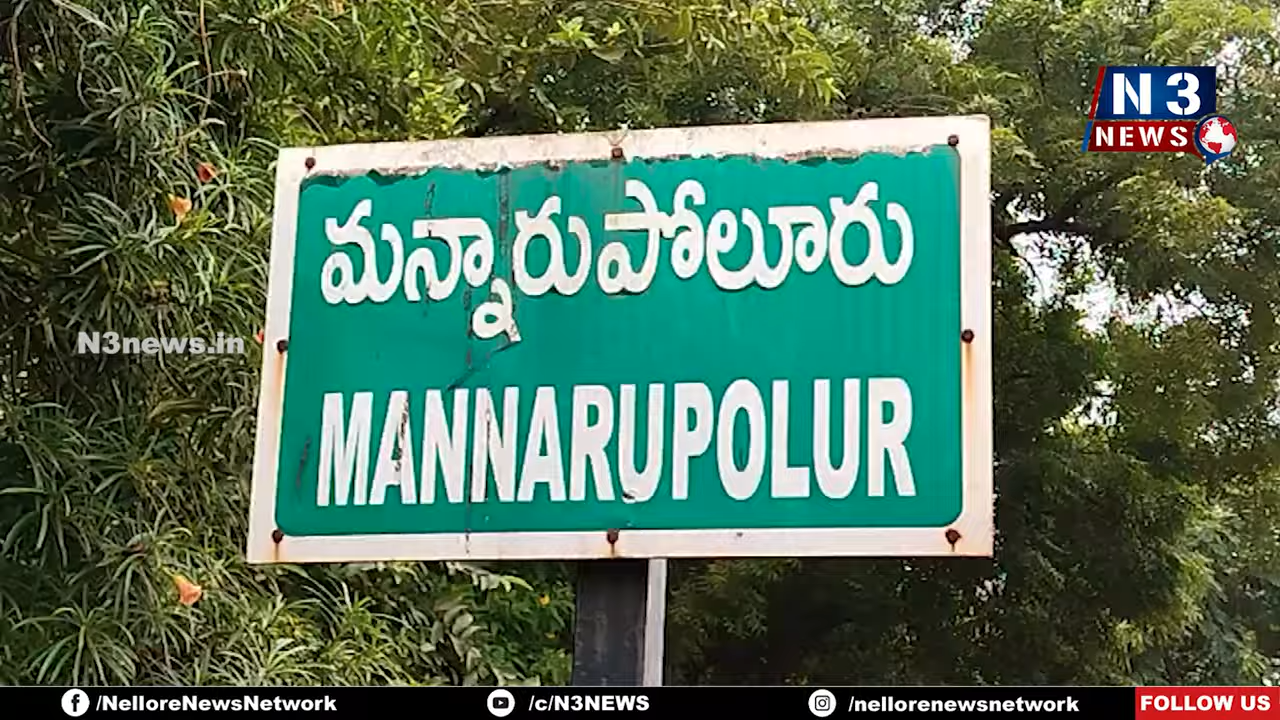 N3
NEWS
మన్నారుపోలూరు
N3news.in
MANNARUPOLUR
/NelloreNewsNetwork
/c/N3NEWS
/nellorenewsnetwork
FOLLOW US